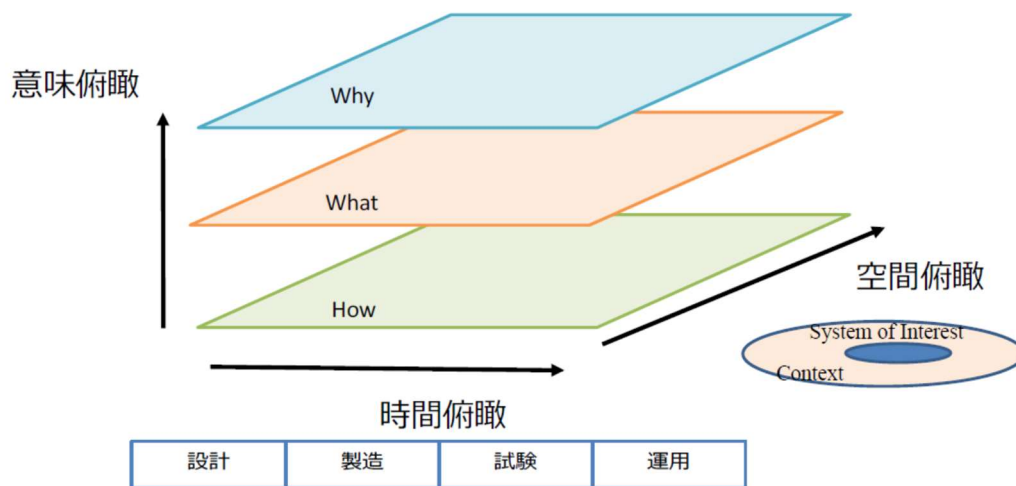 意味俯瞰
Why
What
How
空間俯瞰
System of Interest
Context
時間俯瞰
設計
製造
試験
運用